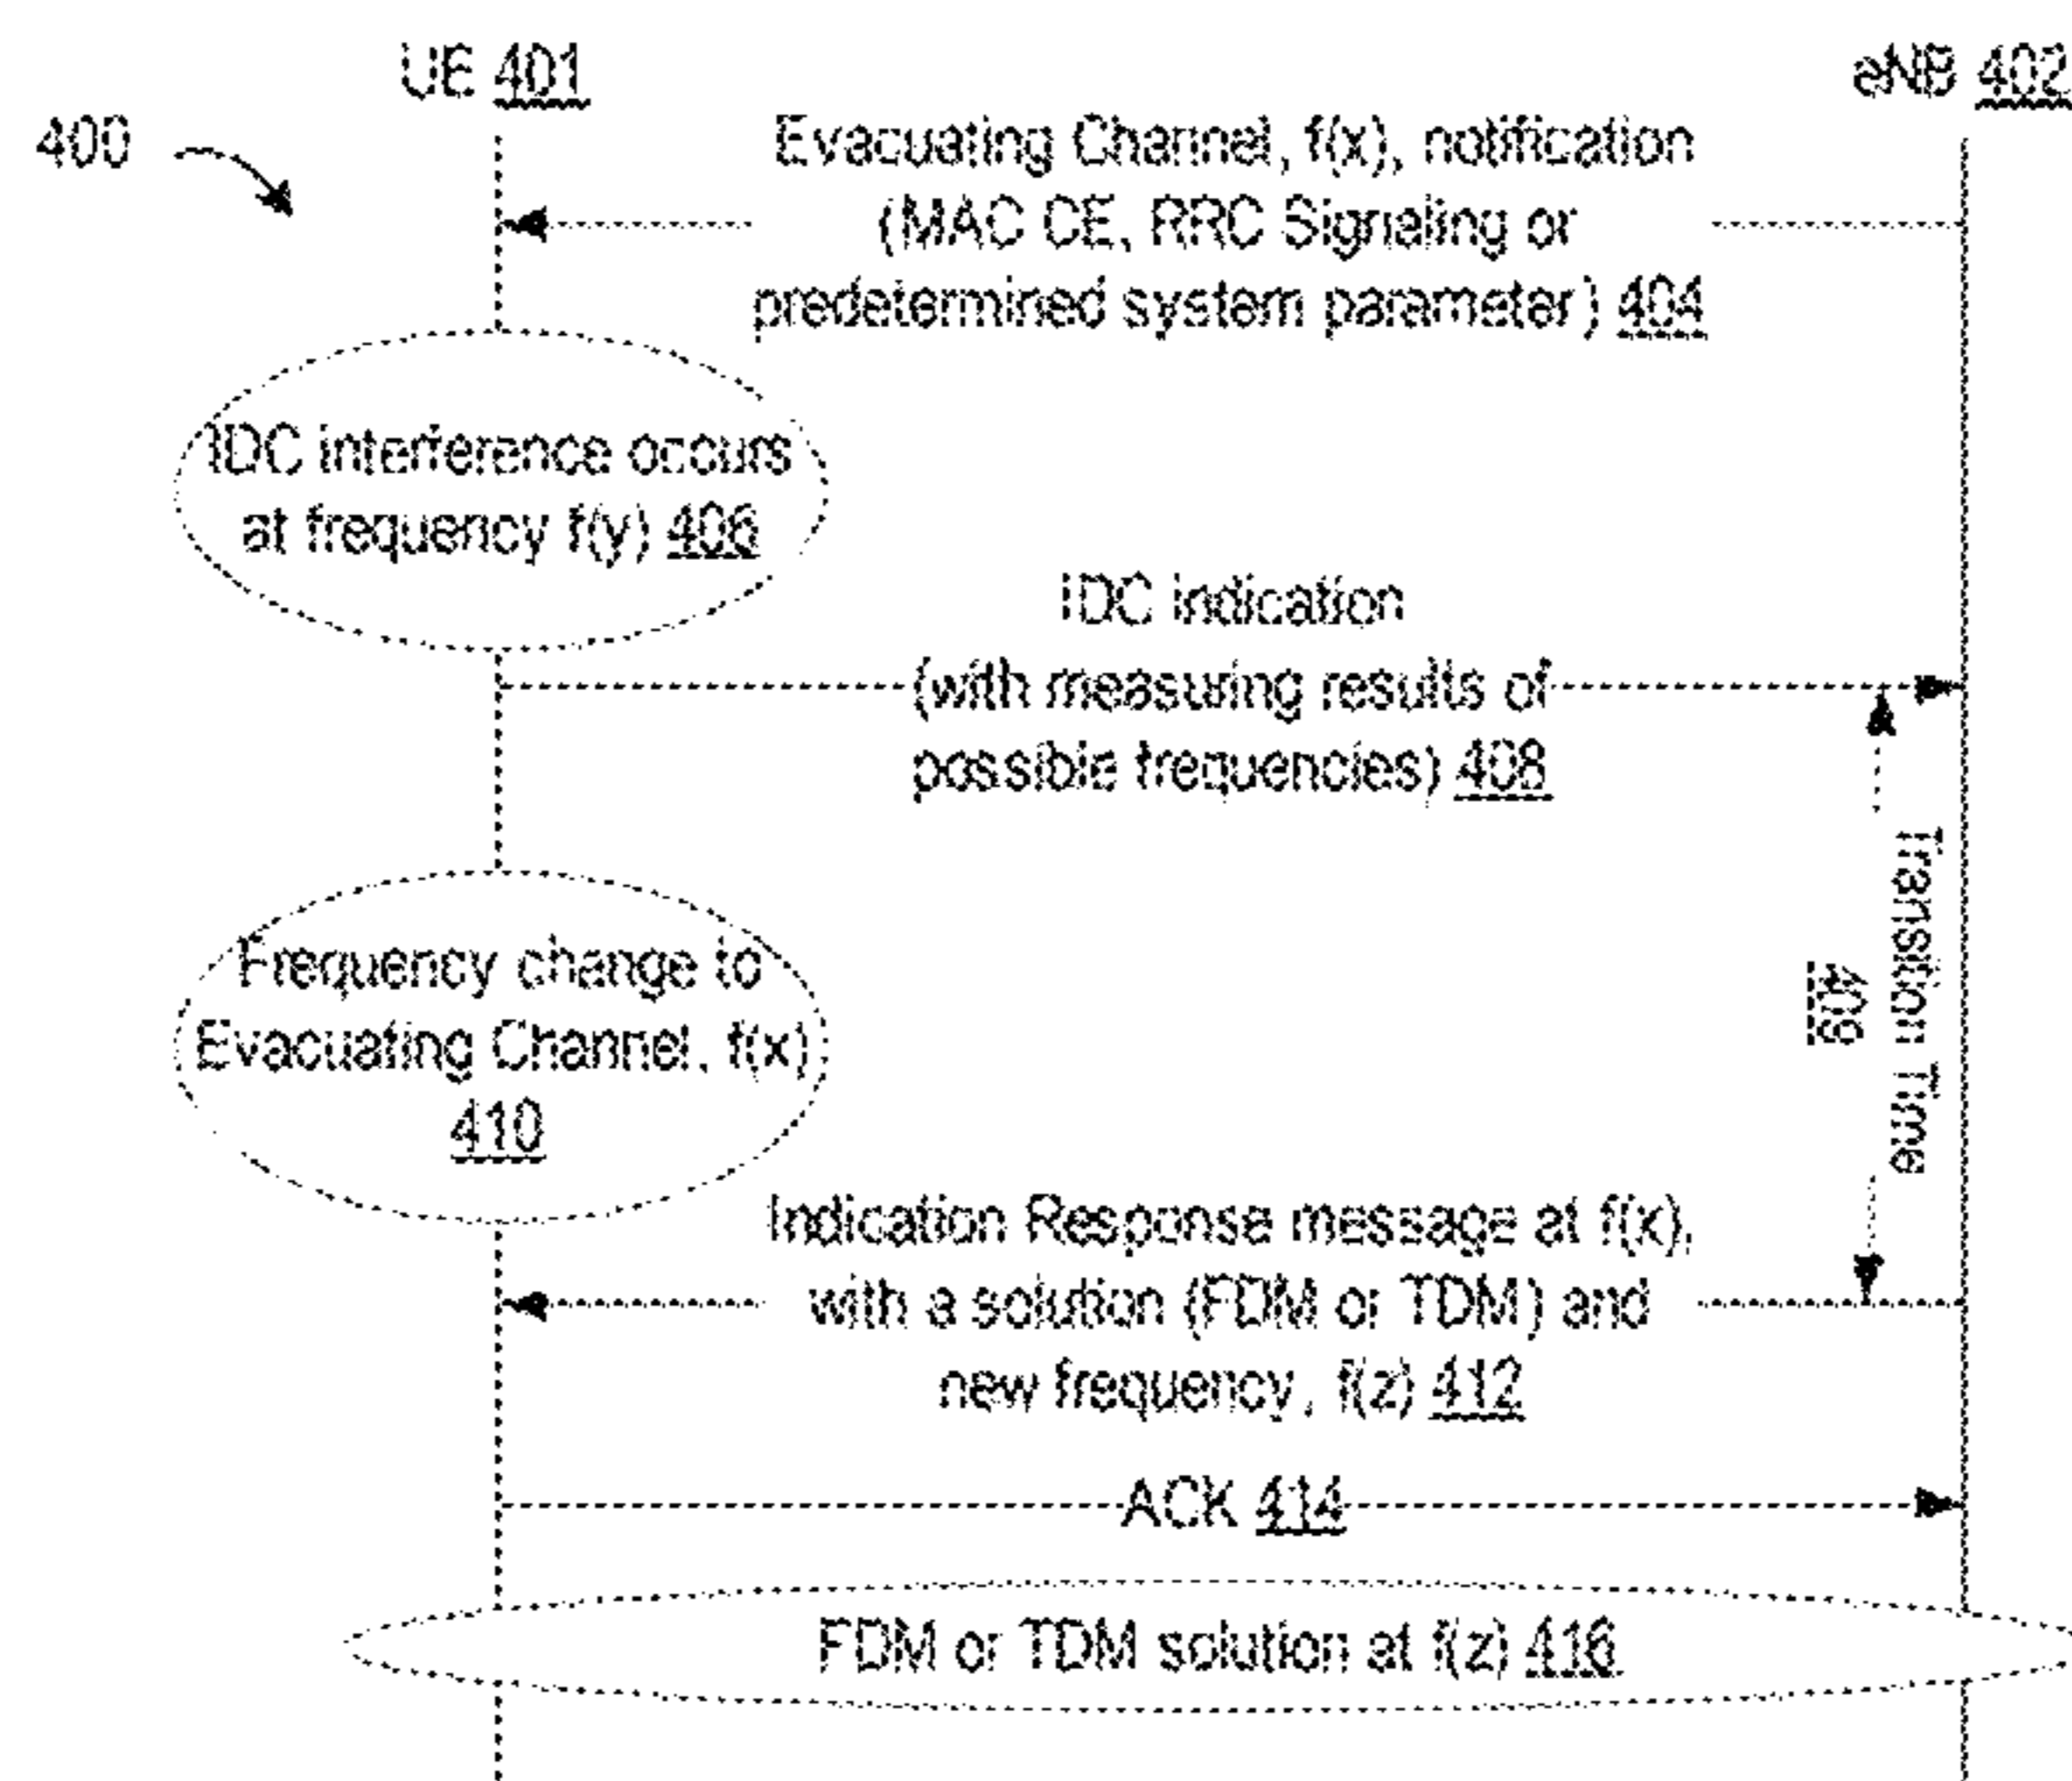 UE 401
eNB 402
400
Evacuating Channel, f(x), notification
(MAC CE, RRC Signaling or
predetermined system parameter) 404
IDC interference occurs
at frequency f(y) 406
IDC indication
(with measuring results of
possible frequencies) 408
Transition Time
409
Frequency change to
Evacuating Channel, f(x)
410
Indication Response message at f(x),
with a solution (FDM or TDM) and
new frequency, f(z) 412
ACK 414
FDM or TDM solution at f(z) 416